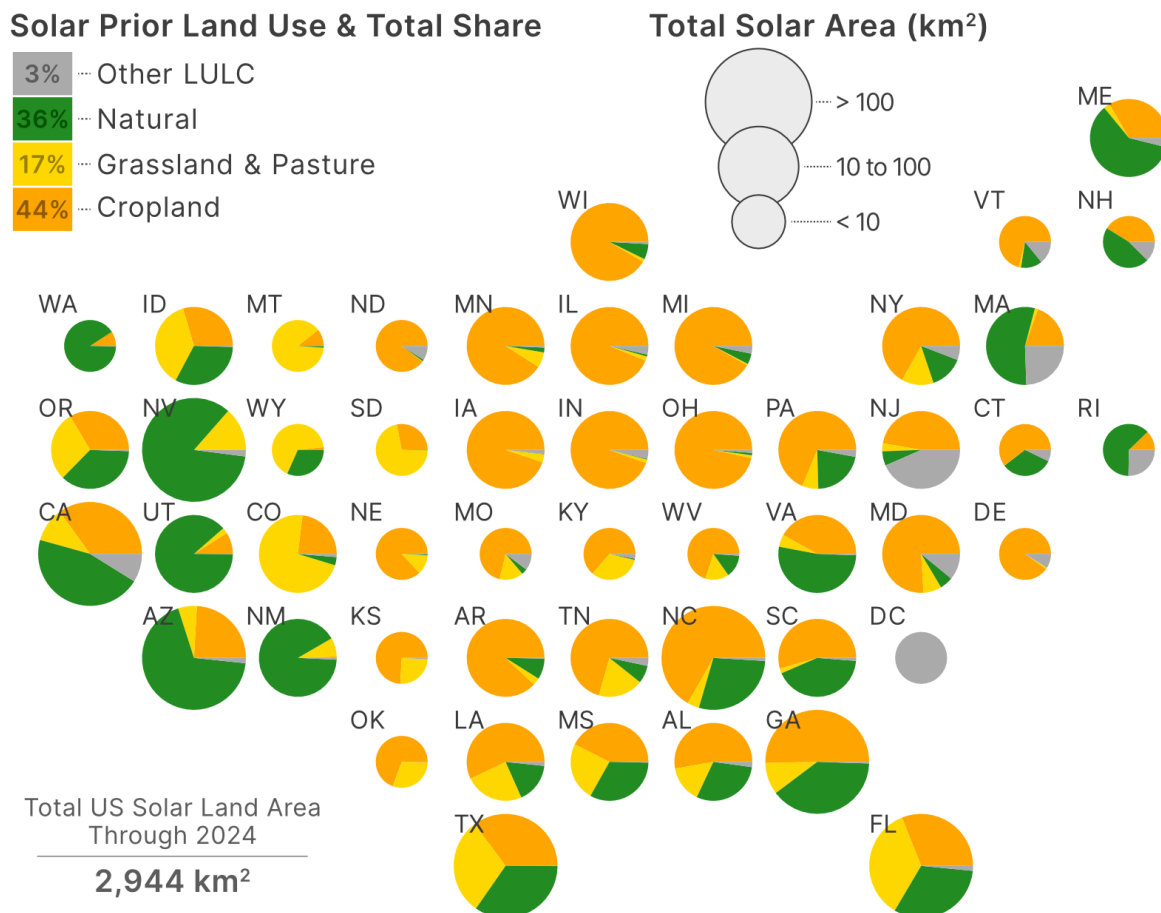 Solar Prior Land Use & Total Share
Total Solar Area (km²)
3% Other LULC
36% Natural
17% Grassland & Pasture
44% Cropland
> 100
10 to 100
< 10
ME
WI VT NH
WA ID MT ND MN IL MI NY MA
OR NV WY SD IA IN OH PA NJ CT RI
CA UT CO NE MO KY WV VA MD DE
AZ NM KS AR TN NC SC DC
OK LA MS AL GA
TX FL
Total US Solar Land Area
Through 2024
2,944 km²